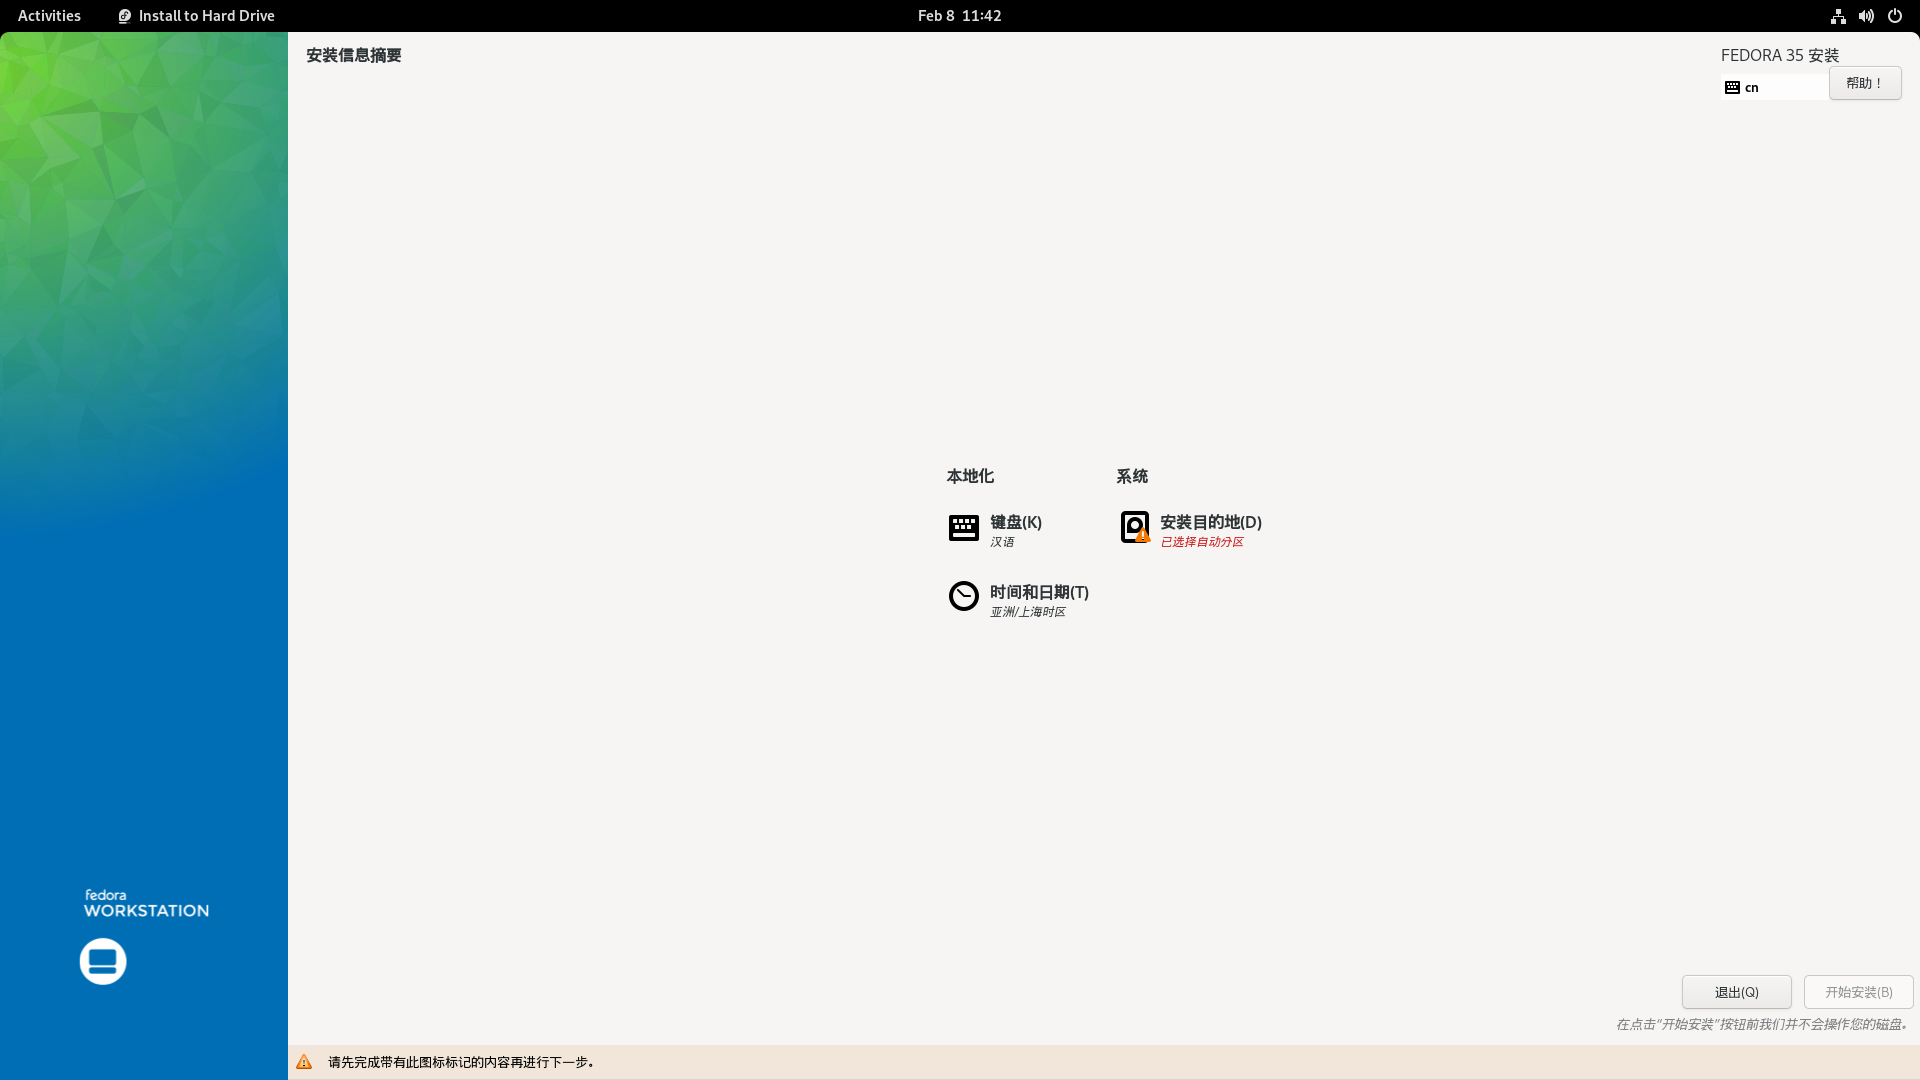 Activities
Install to Hard Drive
Feb 8 11:42
安装信息摘要
FEDORA 35 安装
cn
帮助！
本地化
系统
键盘(K)
汉语
安装目的地(D)
已选择自动分区
时间和日期(T)
亚洲/上海时区
fedora
WORKSTATION
退出(Q)
开始安装(B)
在点击“开始安装”按钮前我们并不会操作您的磁盘。
请先完成带有此图标标记的内容再进行下一步。